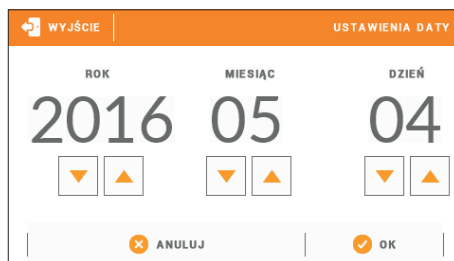 WYJŚCIE USTAWIENIA DATY
ROK MIESIĄC DZIEŃ
2016 05 04
ANULUJ OK